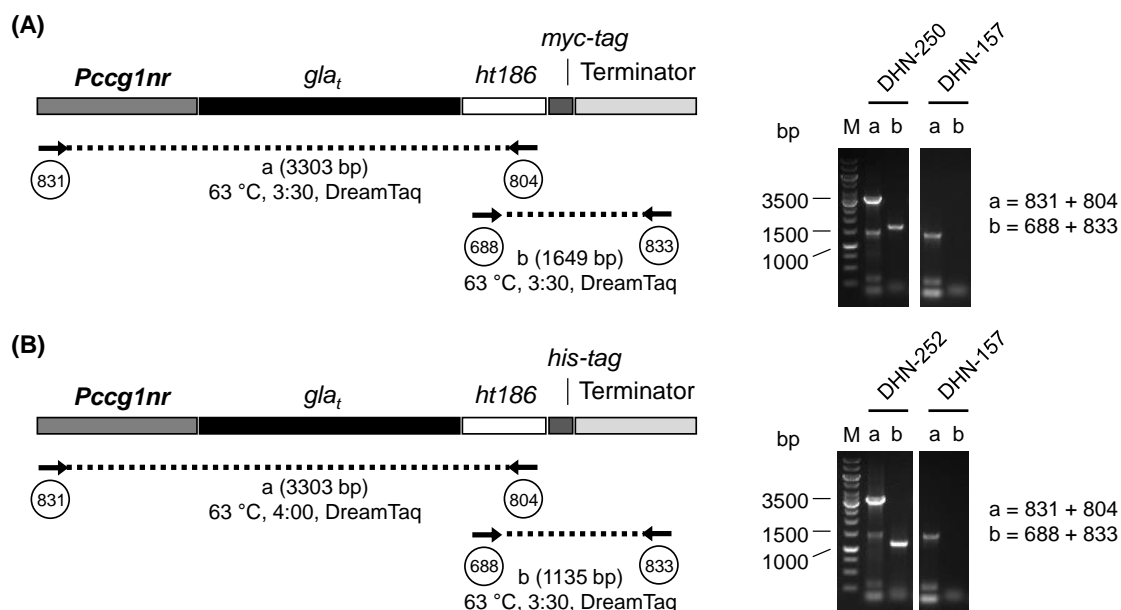 (A)
myc-tag
Pccg1nr glat ht186 Terminator
831 a (3303 bp) 804
63 °C, 3:30, DreamTaq
688 b (1649 bp) 833
63 °C, 3:30, DreamTaq
DHN-250 DHN-157
bp M a b a b
3500
1500
1000
a = 831 + 804
b = 688 + 833
(B)
his-tag
Pccg1nr glat ht186 Terminator
831 a (3303 bp) 804
63 °C, 4:00, DreamTaq
688 b (1135 bp) 833
63 °C, 3:30, DreamTaq
DHN-252 DHN-157
bp M a b a b
3500
1500
1000
a = 831 + 804
b = 688 + 833